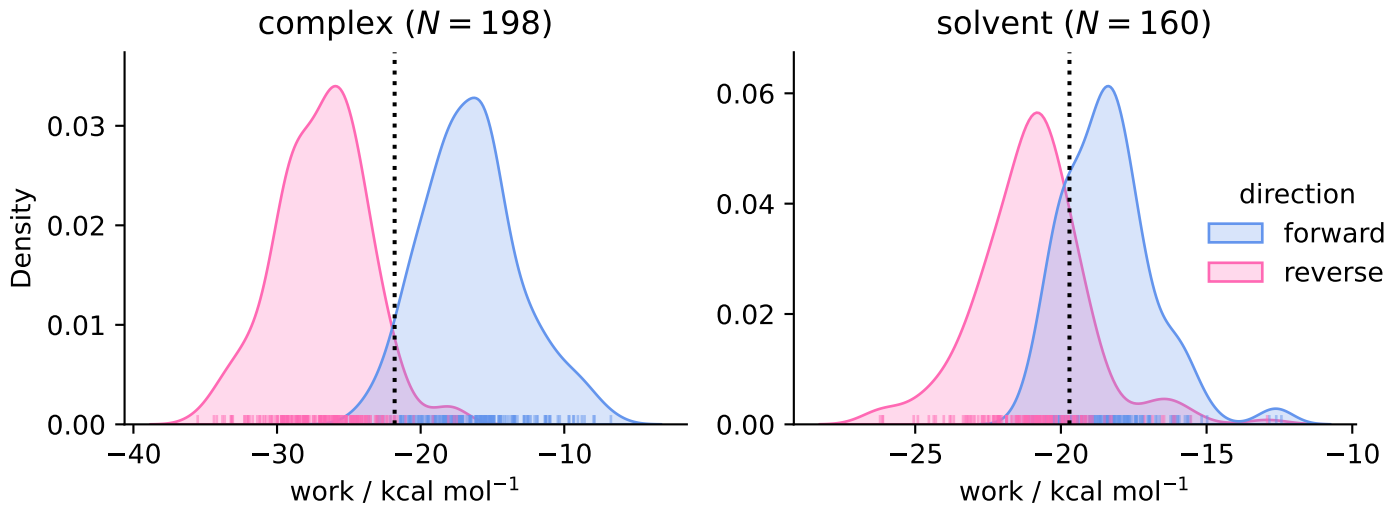 complex (N = 198)
Density
0.03
0.02
0.01
0.00
−40
−30
−20
−10
work / kcal mol⁻¹
solvent (N = 160)
0.06
0.04
0.02
0.00
−25
−20
−15
−10
work / kcal mol⁻¹
direction
forward
reverse